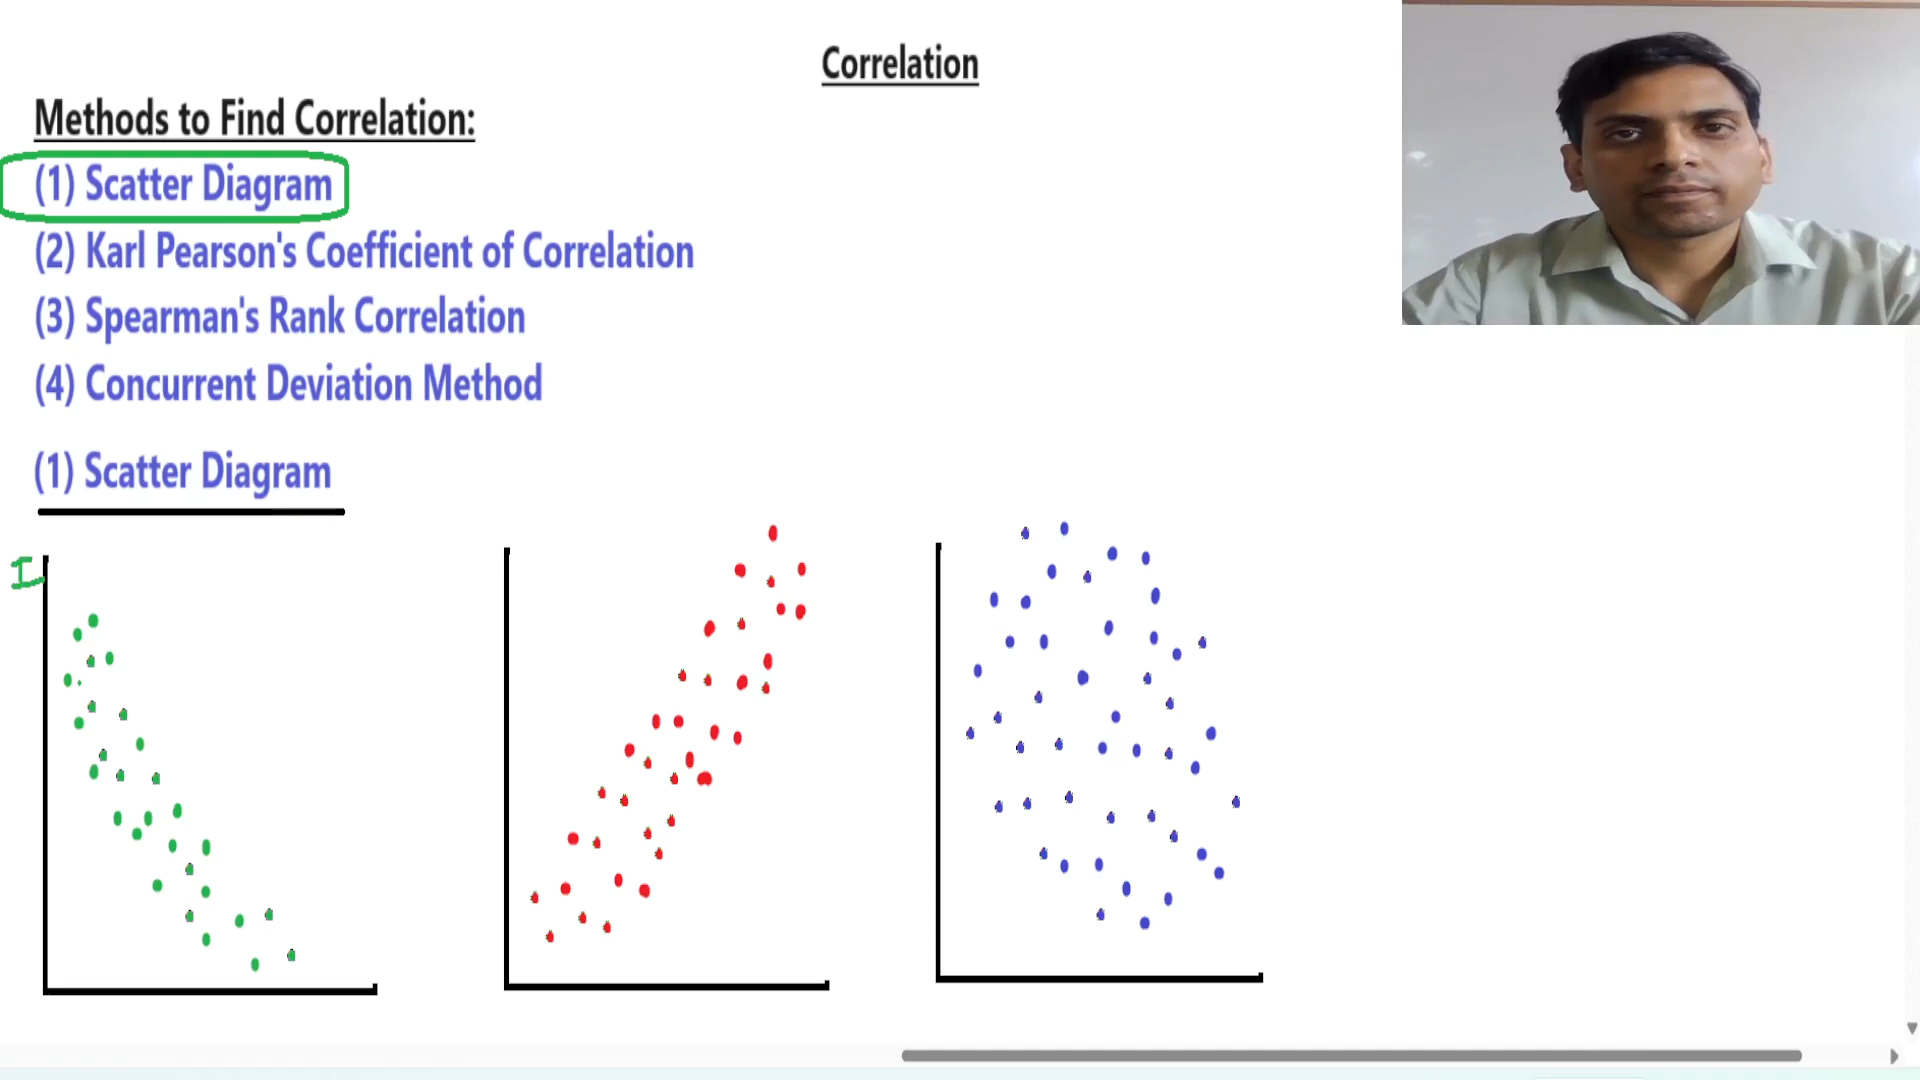 Correlation
Methods to Find Correlation:
(1) Scatter Diagram
(2) Karl Pearson's Coefficient of Correlation
(3) Spearman's Rank Correlation
(4) Concurrent Deviation Method
(1) Scatter Diagram
I